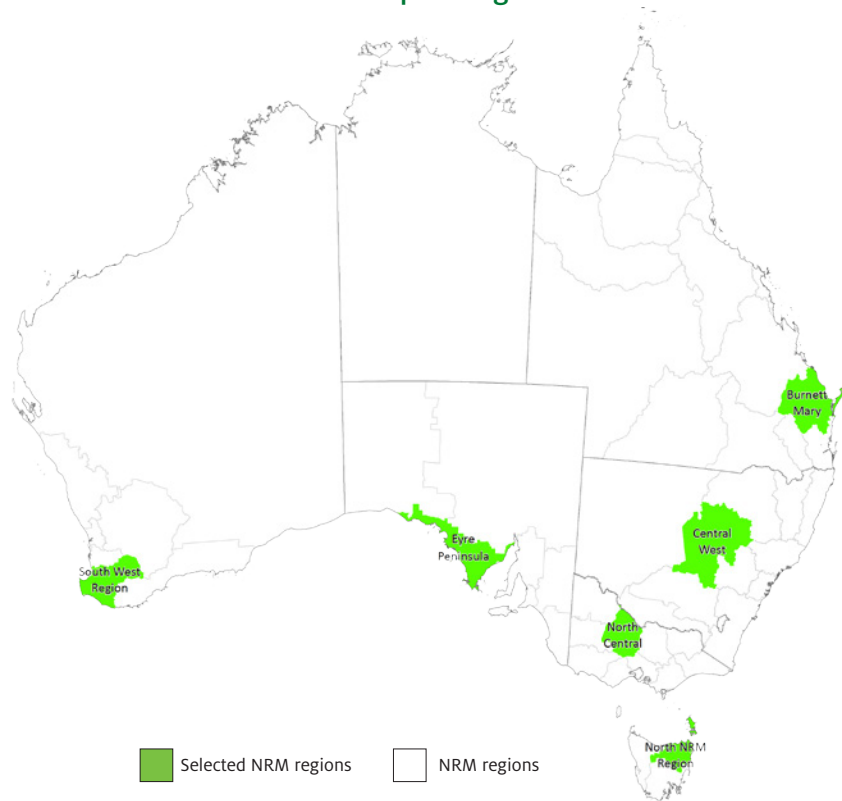 Burnett
Mary
Central
West
Eyre
Peninsula
South West
Region
North
Central
North NRM
Region
Selected NRM regions
NRM regions